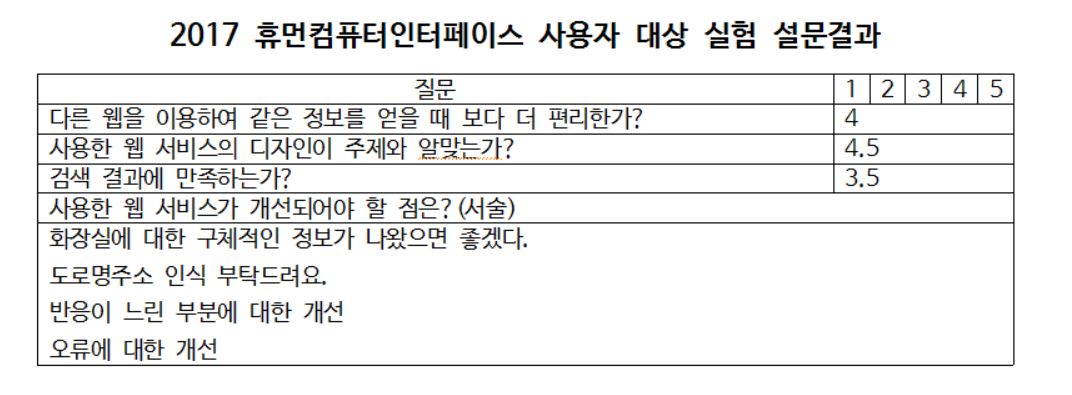 2017 휴먼컴퓨터인터페이스 사용자 대상 실험 설문결과
질문 1 2 3 4 5
다른 웹을 이용하여 같은 정보를 얻을 때 보다 더 편리한가? 4
사용한 웹 서비스의 디자인이 주제와 알맞는가? 4.5
검색 결과에 만족하는가? 3.5
사용한 웹 서비스가 개선되어야 할 점은? (서술)
화장실에 대한 구체적인 정보가 나왔으면 좋겠다.
도로명주소 인식 부탁드려요.
반응이 느린 부분에 대한 개선
오류에 대한 개선